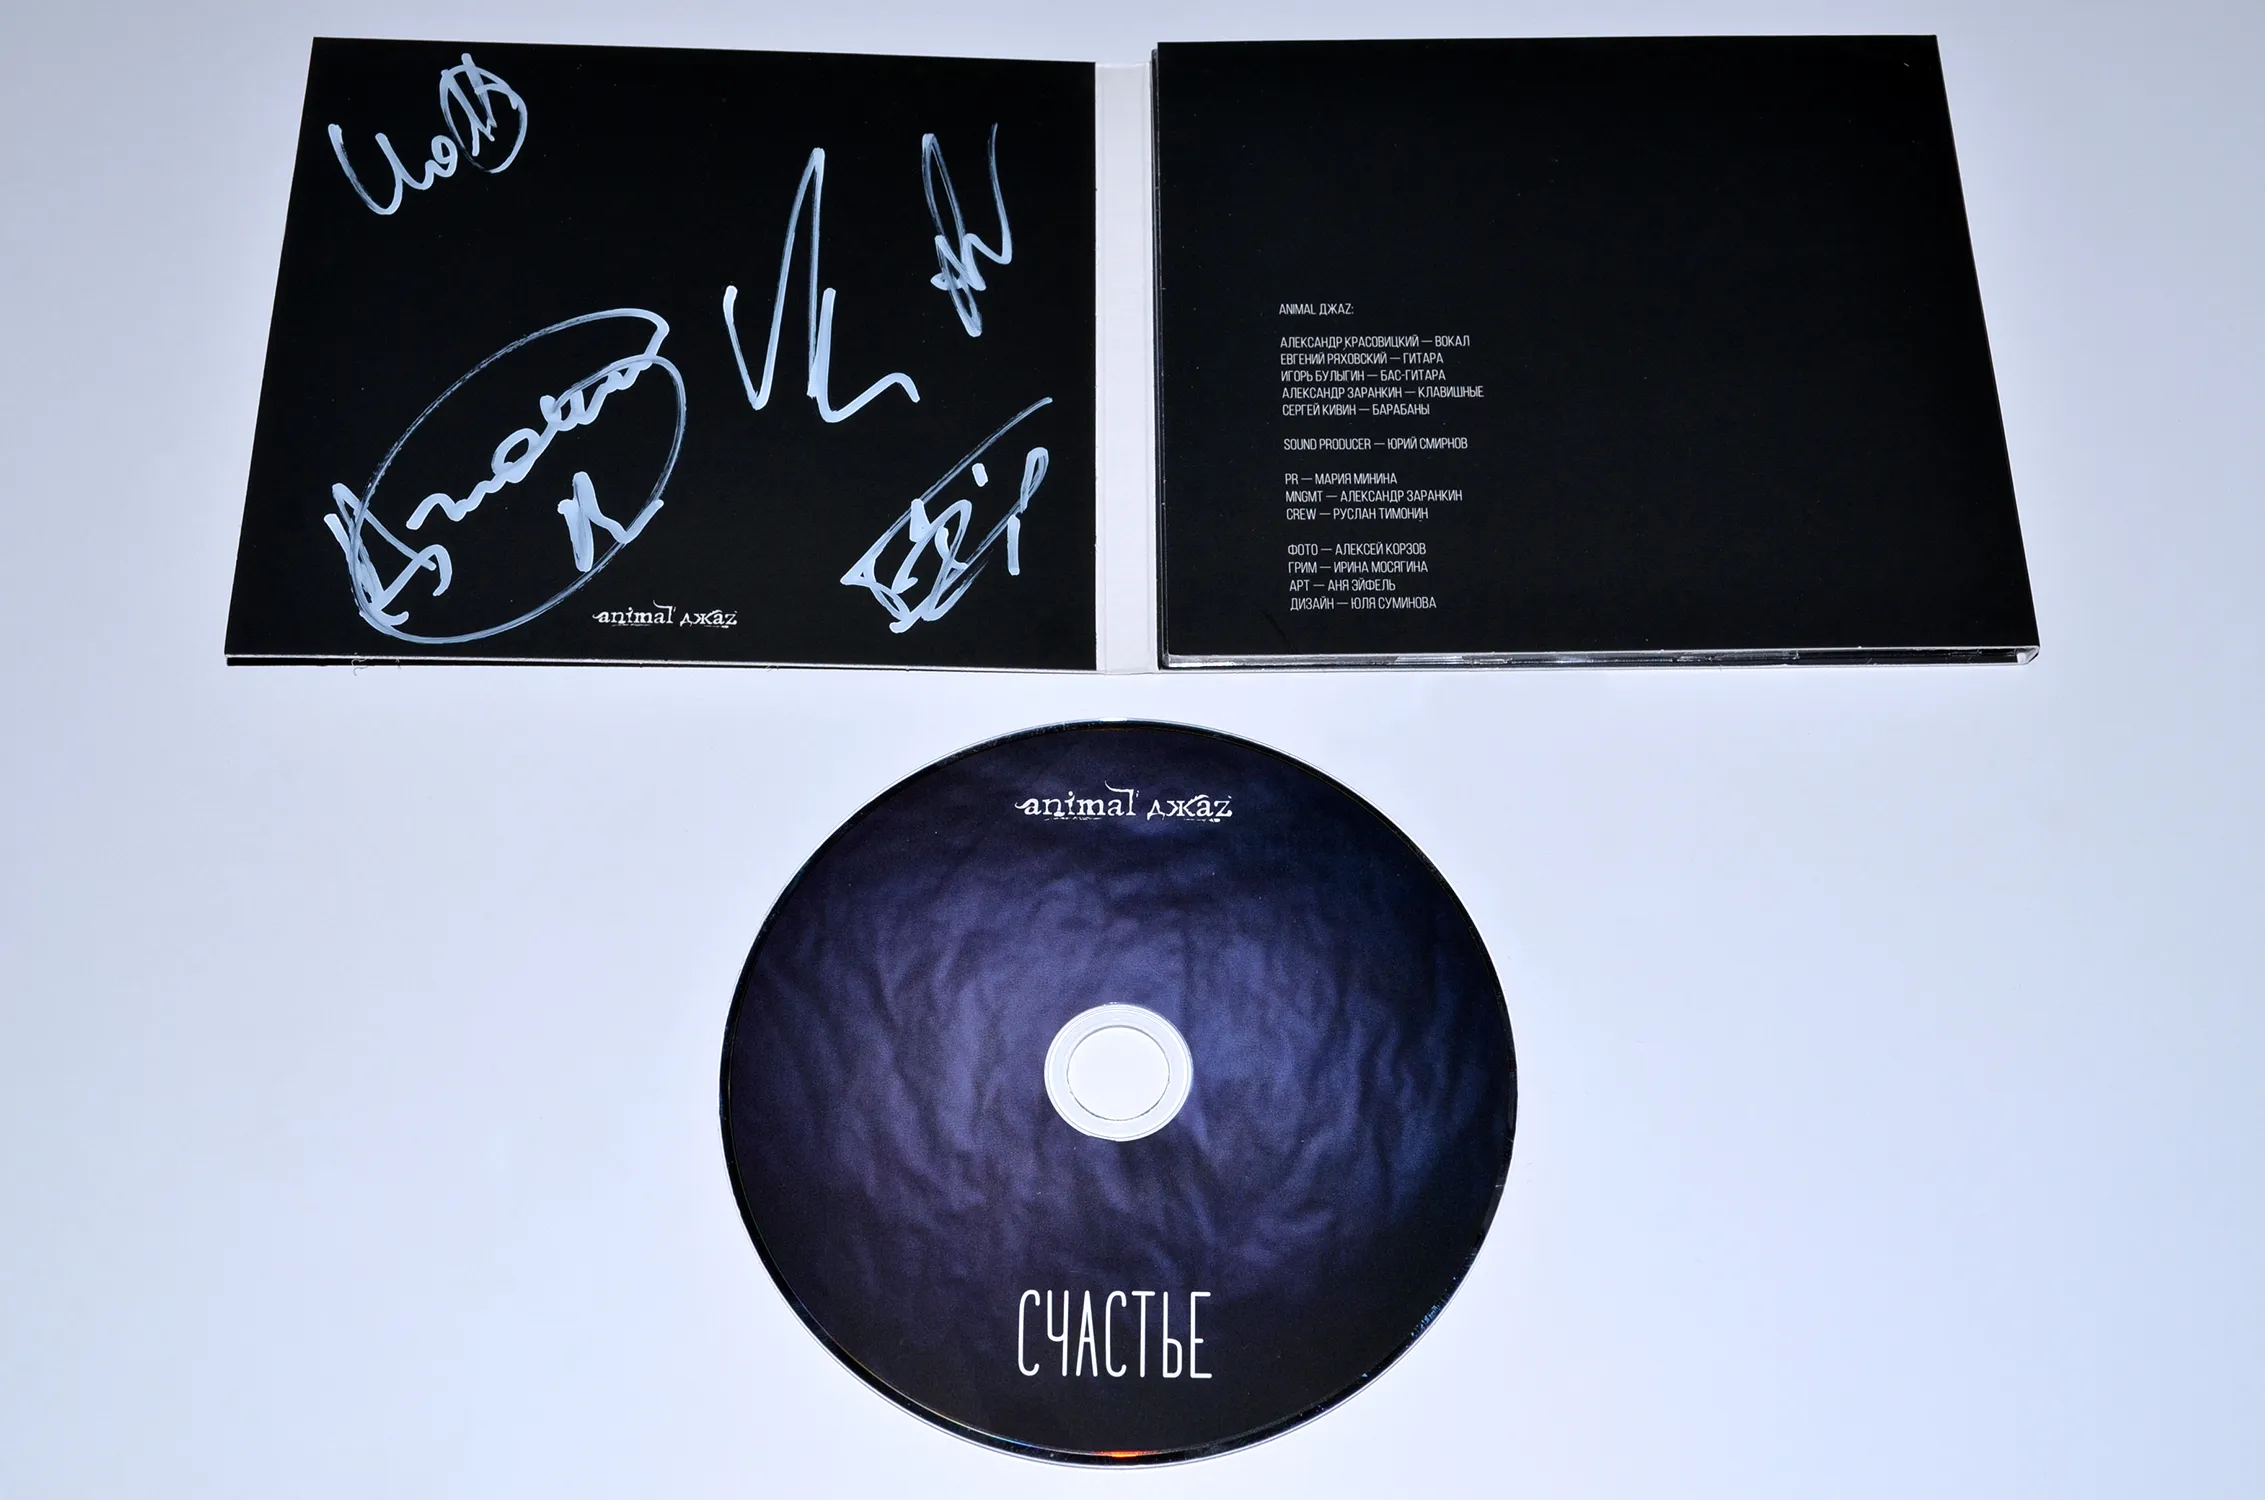 animal джаz
ANIMAL ДЖАZ:
АЛЕКСАНДР КРАСОВИЦКИЙ — ВОКАЛ
ЕВГЕНИЙ РЯХОВСКИЙ — ГИТАРА
ИГОРЬ БУЛЫГИН — БАС-ГИТАРА
АЛЕКСАНДР ЗАРАНКИН — КЛАВИШНЫЕ
СЕРГЕЙ КИВИН — БАРАБАНЫ
SOUND PRODUCER — ЮРИЙ СМИРНОВ
PR — МАРИЯ МИНИНА
MNGMT — АЛЕКСАНДР ЗАРАНКИН
CREW — РУСЛАН ТИМОНИН
ФОТО — АЛЕКСЕЙ КОРЗОВ
ГРИМ — ИРИНА МОСЯГИНА
АРТ — АНЯ ЭЙФЕЛЬ
ДИЗАЙН — ЮЛЯ СУМИНОВА
animal джаz
СЧАСТЬЕ